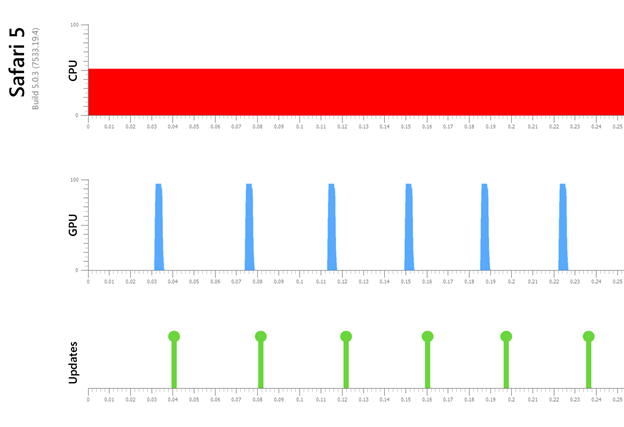 Safari 5
Build 5.0.3 (7533.19.4)
CPU
100
0
0 0.01 0.02 0.03 0.04 0.05 0.06 0.07 0.08 0.09 0.1 0.11 0.12 0.13 0.14 0.15 0.16 0.17 0.18 0.19 0.2 0.21 0.22 0.23 0.24 0.25
GPU
100
0
0 0.01 0.02 0.03 0.04 0.05 0.06 0.07 0.08 0.09 0.1 0.11 0.12 0.13 0.14 0.15 0.16 0.17 0.18 0.19 0.2 0.21 0.22 0.23 0.24 0.25
Updates
0 0.01 0.02 0.03 0.04 0.05 0.06 0.07 0.08 0.09 0.1 0.11 0.12 0.13 0.14 0.15 0.16 0.17 0.18 0.19 0.2 0.21 0.22 0.23 0.24 0.25